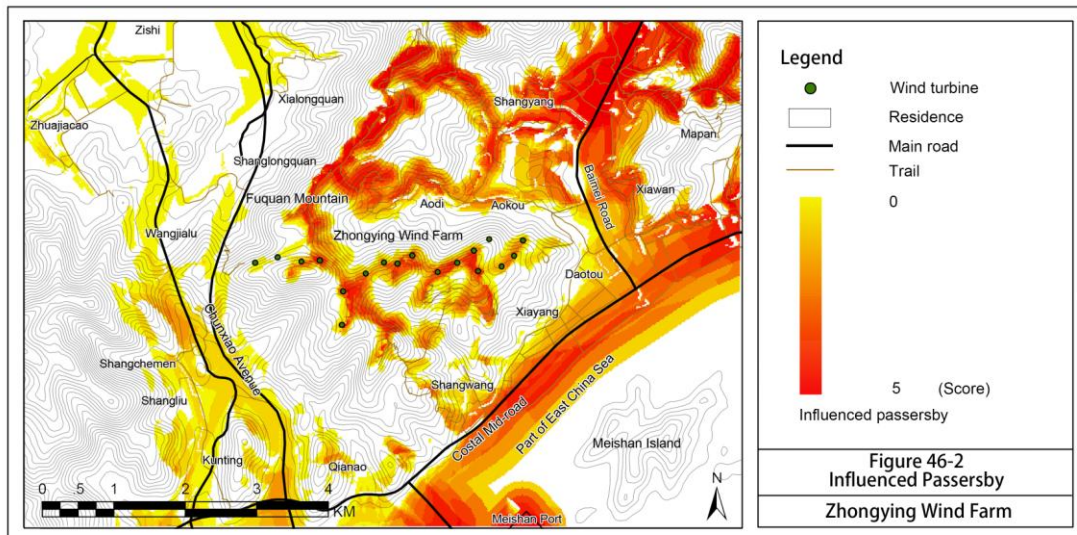 Zishi
Xialongquan
Zhuajiacao
Shangyang
Mapan
Shanglongquan
Xiawan
Fuquan Mountain
Baimei Road
Aodi
Aokou
Wangjialu
Zhongying Wind Farm
Daotou
Chunxiao Avenue
Xiayang
Shangchemen
Shangwang
Shangliu
Costal Mid-road
Part of East China Sea
Meishan Island
Kunting
Qianao
0 .5 1 2 3 4
KM
Meishan Port
N
Legend
Wind turbine
Residence
Main road
Trail
0
5 (Score)
Influenced passersby
Figure 46-2
Influenced Passersby
Zhongying Wind Farm